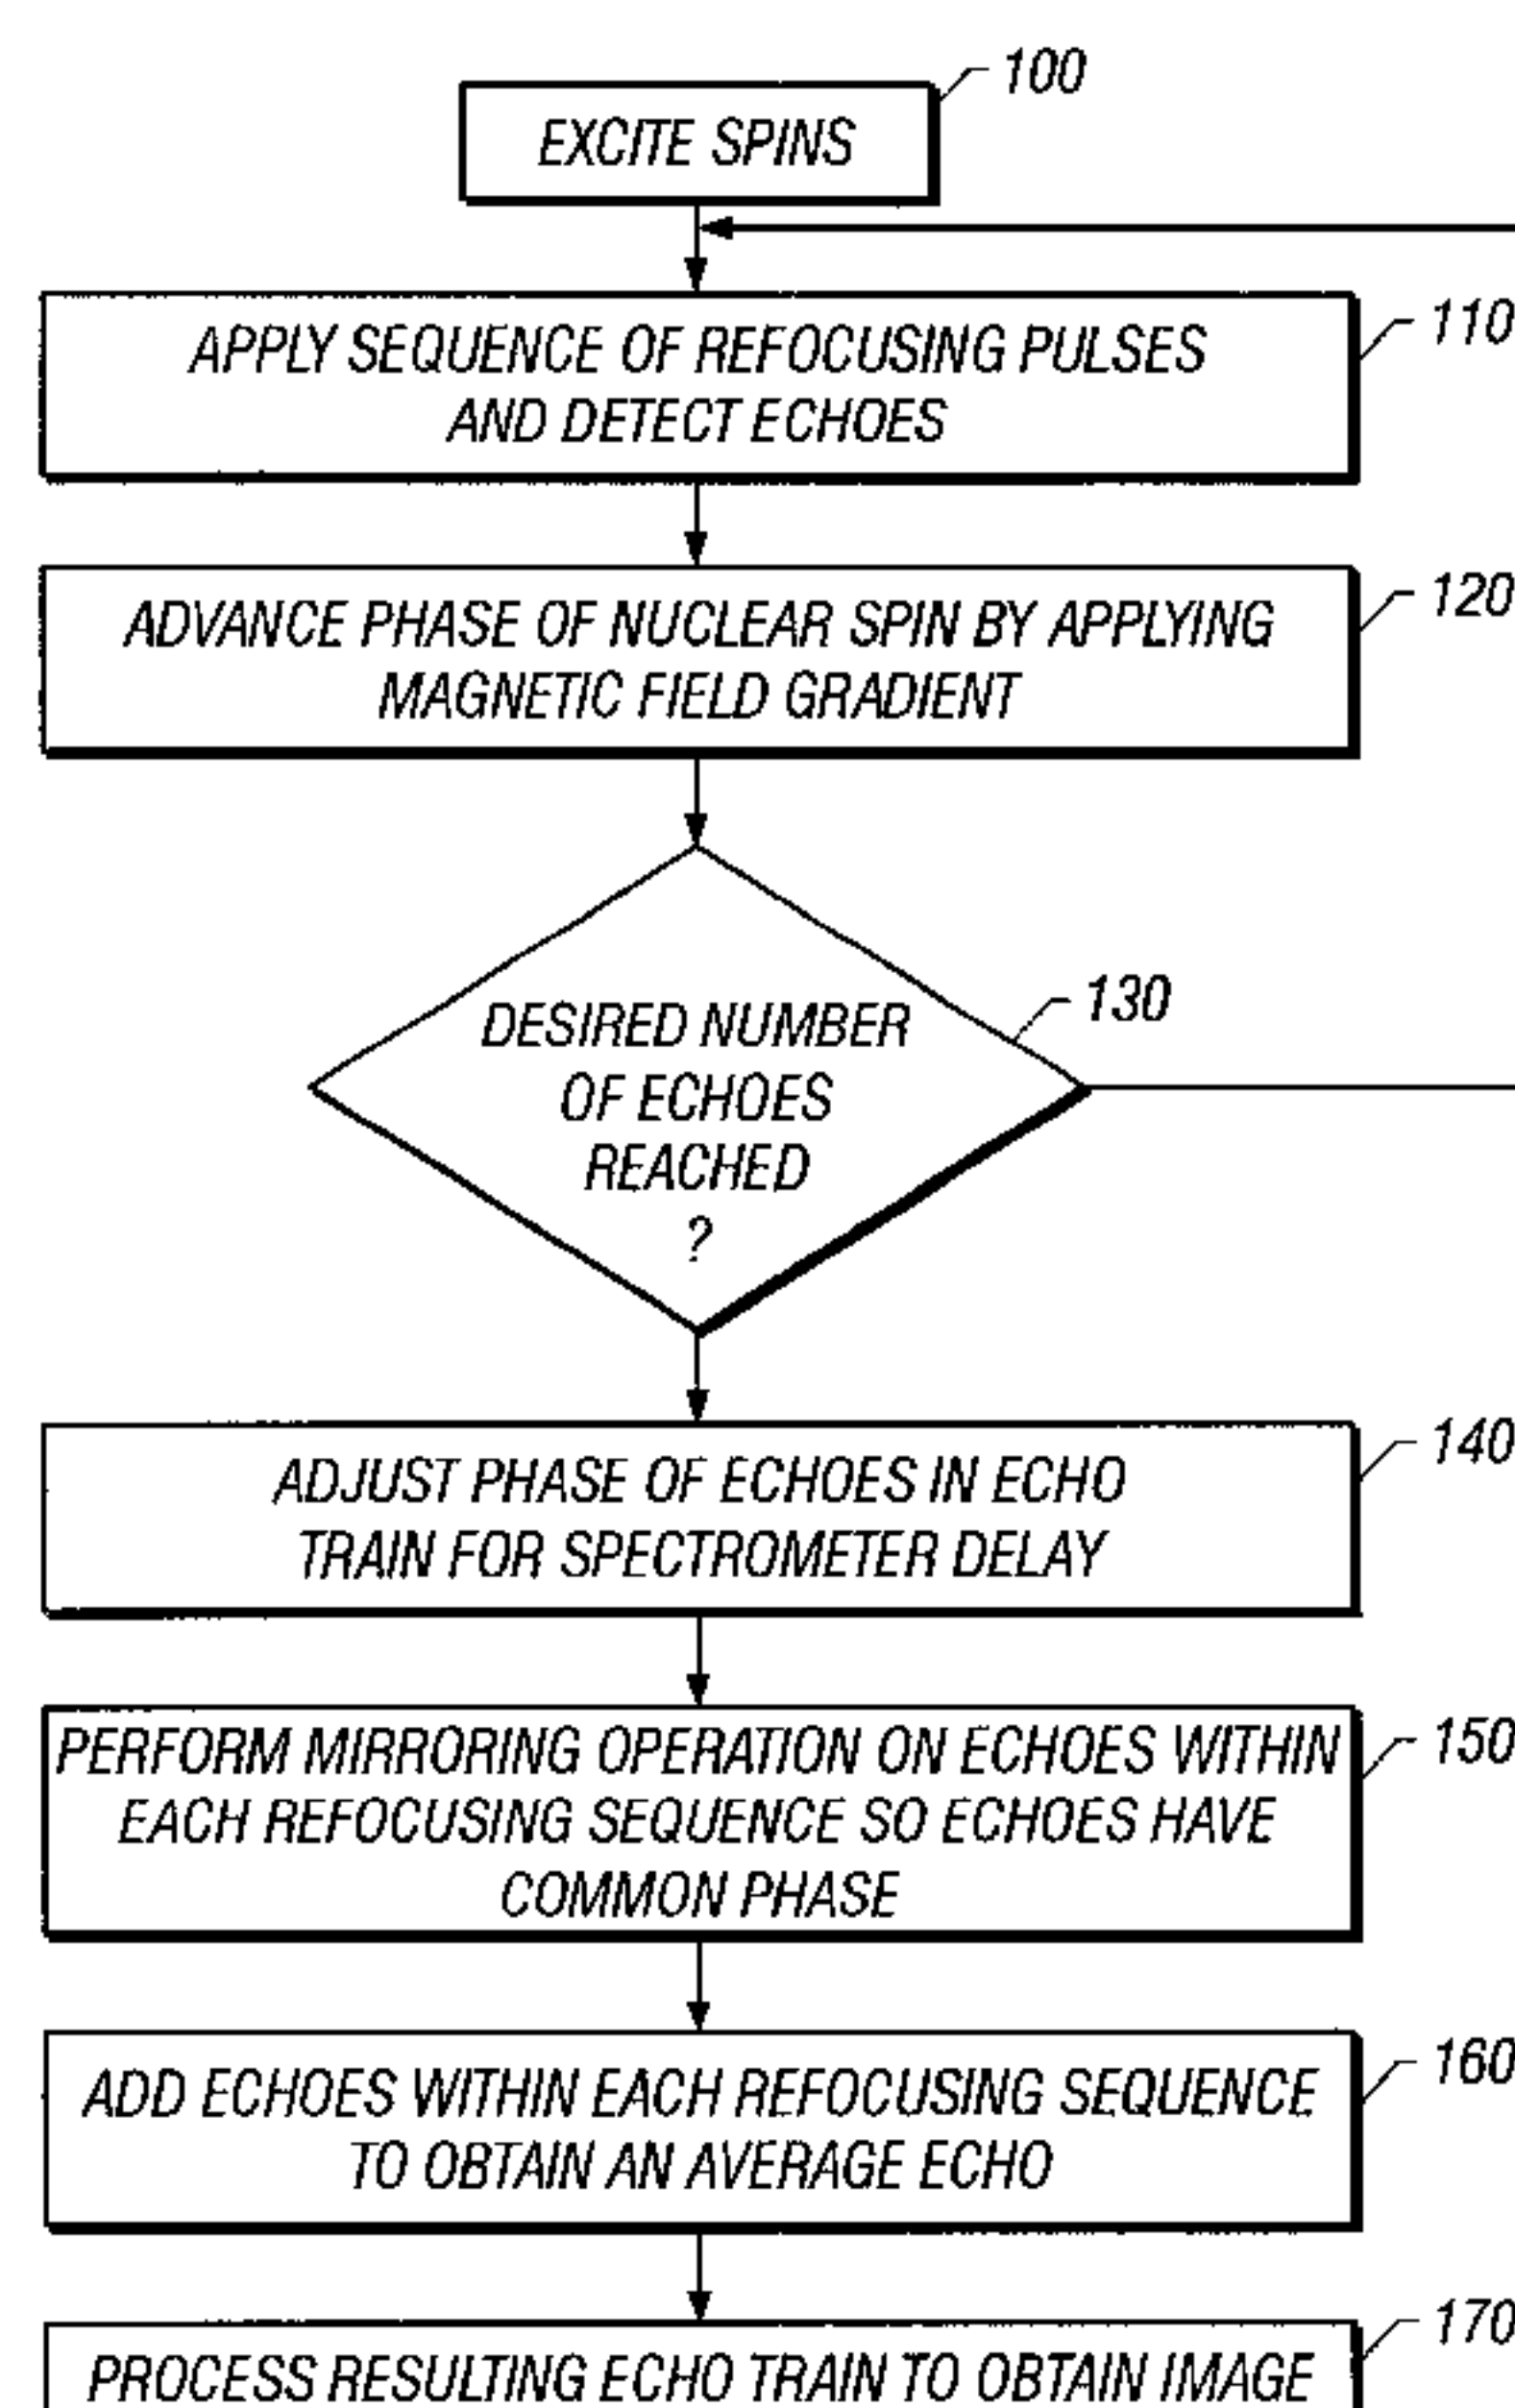 100
EXCITE SPINS
110
APPLY SEQUENCE OF REFOCUSING PULSES
AND DETECT ECHOES
120
ADVANCE PHASE OF NUCLEAR SPIN BY APPLYING
MAGNETIC FIELD GRADIENT
130
DESIRED NUMBER
OF ECHOES
REACHED
?
140
ADJUST PHASE OF ECHOES IN ECHO
TRAIN FOR SPECTROMETER DELAY
150
PERFORM MIRRORING OPERATION ON ECHOES WITHIN
EACH REFOCUSING SEQUENCE SO ECHOES HAVE
COMMON PHASE
160
ADD ECHOES WITHIN EACH REFOCUSING SEQUENCE
TO OBTAIN AN AVERAGE ECHO
170
PROCESS RESULTING ECHO TRAIN TO OBTAIN IMAGE